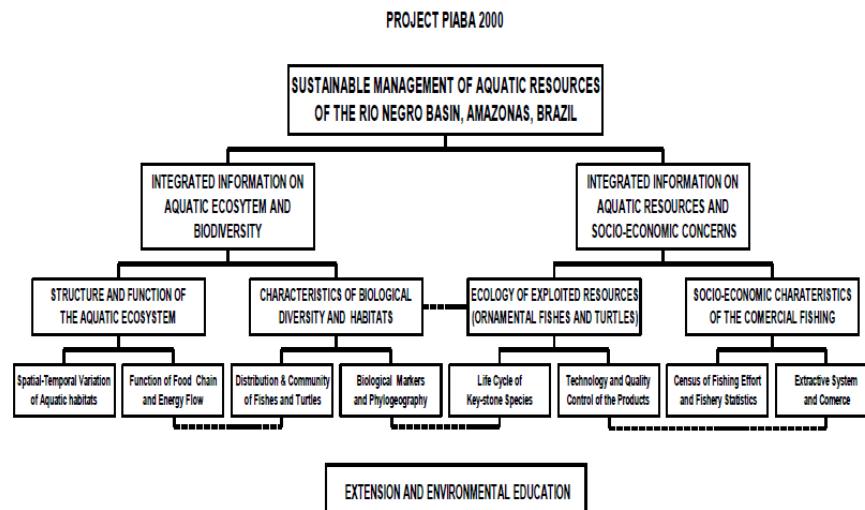 PROJECT PIABA 2000
SUSTAINABLE MANAGEMENT OF AQUATIC RESOURCES
OF THE RIO NEGRO BASIN, AMAZONAS, BRAZIL
INTEGRATED INFORMATION ON
AQUATIC ECOSYTEM AND
BIODIVERSITY
INTEGRATED INFORMATION ON
AQUATIC RESOURCES AND
SOCIO-ECONOMIC CONCERNS
STRUCTURE AND FUNCTION OF
THE AQUATIC ECOSYSTEM
CHARACTERISTICS OF BIOLOGICAL
DIVERSITY AND HABITATS
ECOLOGY OF EXPLOITED RESOURCES
(ORNAMENTAL FISHES AND TURTLES)
SOCIO-ECONOMIC CHARATERISTICS
OF THE COMERCIAL FISHING
Spatial-Temporal Variation
of Aquatic habitats
Function of Food Chain
and Energy Flow
Distribution & Community
of Fishes and Turtles
Biological Markers
and Phylogeography
Life Cycle of
Key-stone Species
Technology and Quality
Control of the Products
Census of Fishing Effort
and Fishery Statistics
Extractive System
and Comerce
EXTENSION AND ENVIRONMENTAL EDUCATION